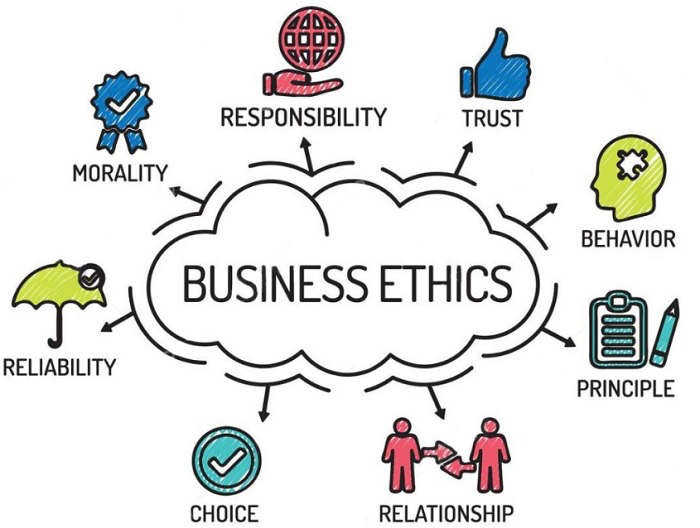 RESPONSIBILITY
TRUST
MORALITY
BEHAVIOR
BUSINESS ETHICS
RELIABILITY
PRINCIPLE
CHOICE
RELATIONSHIP